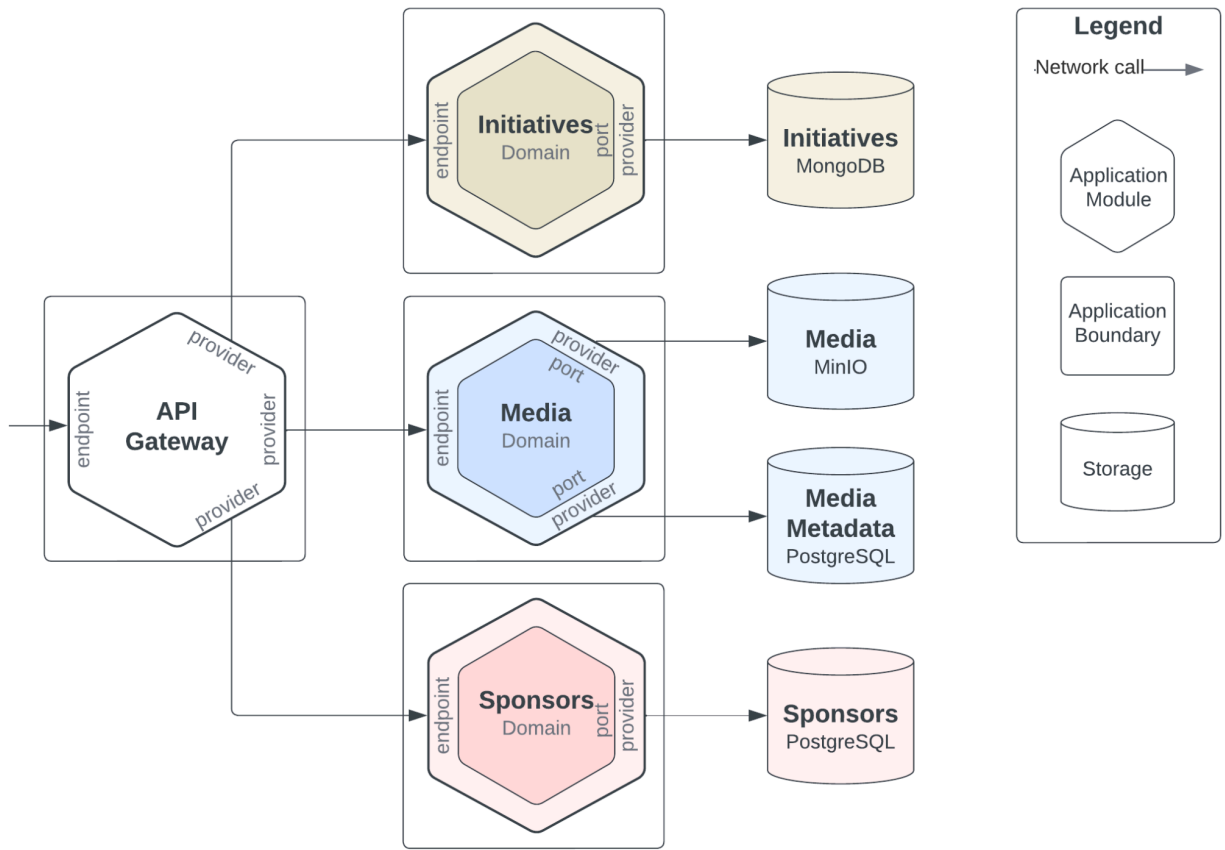 Legend
Network call
Application
Module
Application
Boundary
Storage
endpoint
Initiatives
Domain
port
provider
Initiatives
MongoDB
endpoint
API
Gateway
provider
provider
provider
endpoint
Media
Domain
provider
port
port
provider
Media
MinIO
Media
Metadata
PostgreSQL
endpoint
Sponsors
Domain
port
provider
Sponsors
PostgreSQL